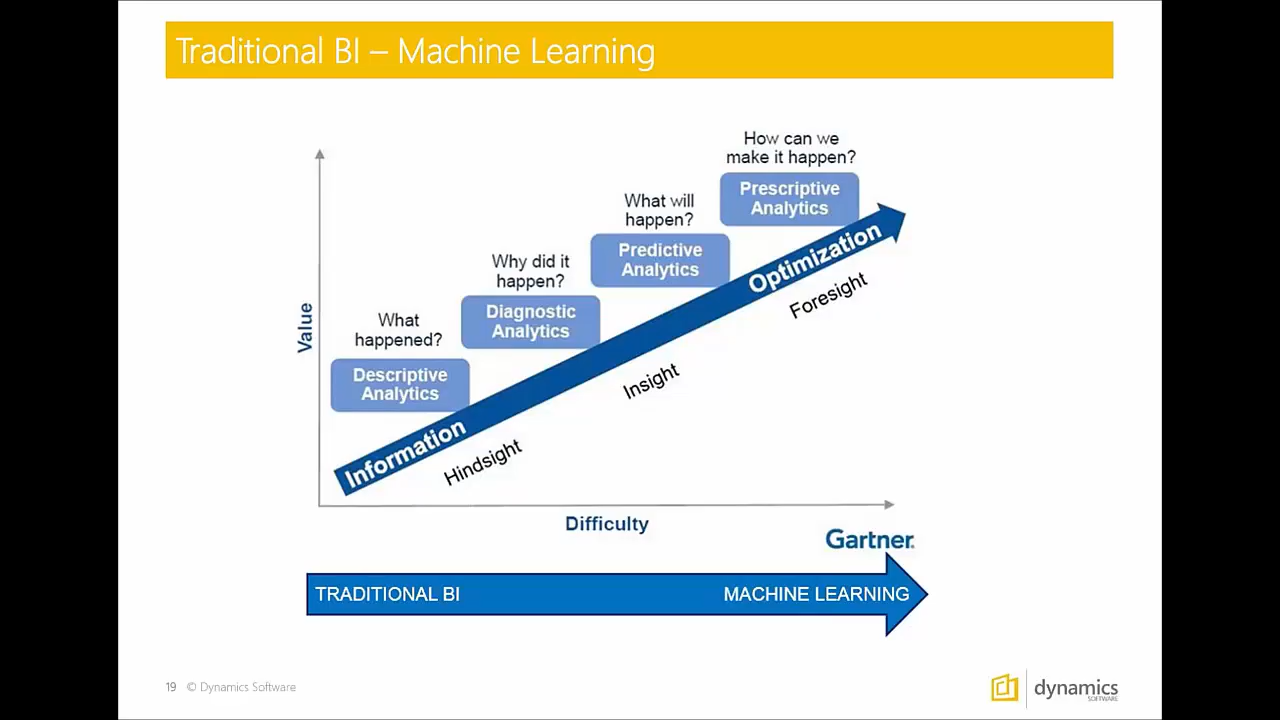 Traditional BI – Machine Learning
How can we
make it happen?
Prescriptive
Analytics
What will
happen?
Predictive
Analytics
Why did it
happen?
Diagnostic
Analytics
What
happened?
Descriptive
Analytics
Value
Information
Optimization
Hindsight
Insight
Foresight
Difficulty
Gartner.
TRADITIONAL BI
MACHINE LEARNING
19 © Dynamics Software
dynamics
SOFTWARE